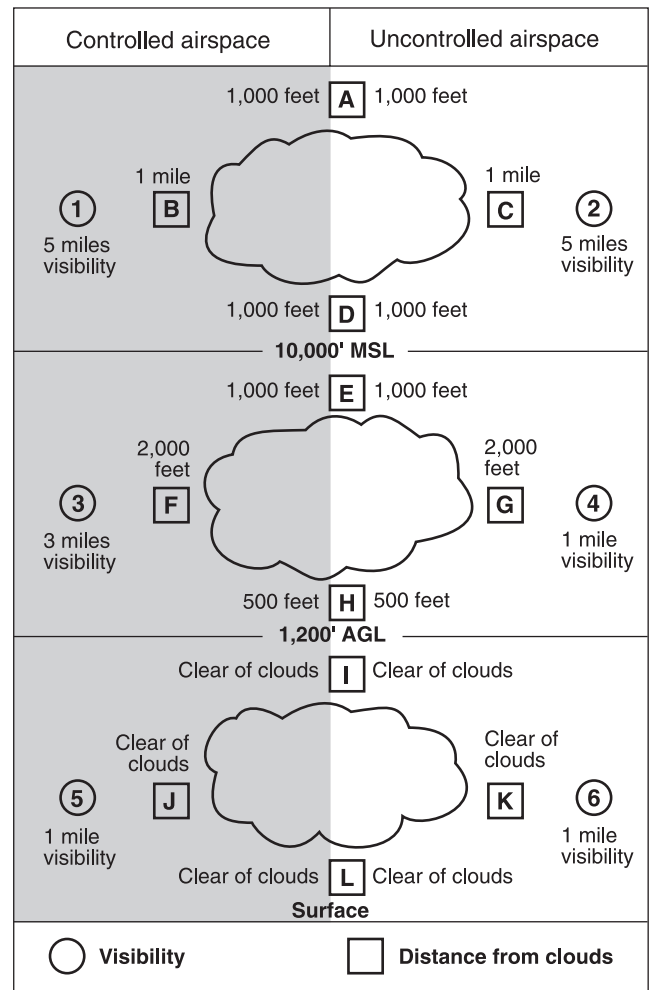 Controlled airspace
Uncontrolled airspace
1,000 feet A 1,000 feet
1 mile
B
1
5 miles
visibility
1 mile
C
2
5 miles
visibility
1,000 feet D 1,000 feet
10,000' MSL
1,000 feet E 1,000 feet
2,000
feet
F
3
3 miles
visibility
2,000
feet
G
4
1 mile
visibility
500 feet H 500 feet
1,200' AGL
Clear of clouds I Clear of clouds
Clear of
clouds
J
5
1 mile
visibility
Clear of
clouds
K
6
1 mile
visibility
Clear of clouds L Clear of clouds
Surface
Visibility
Distance from clouds